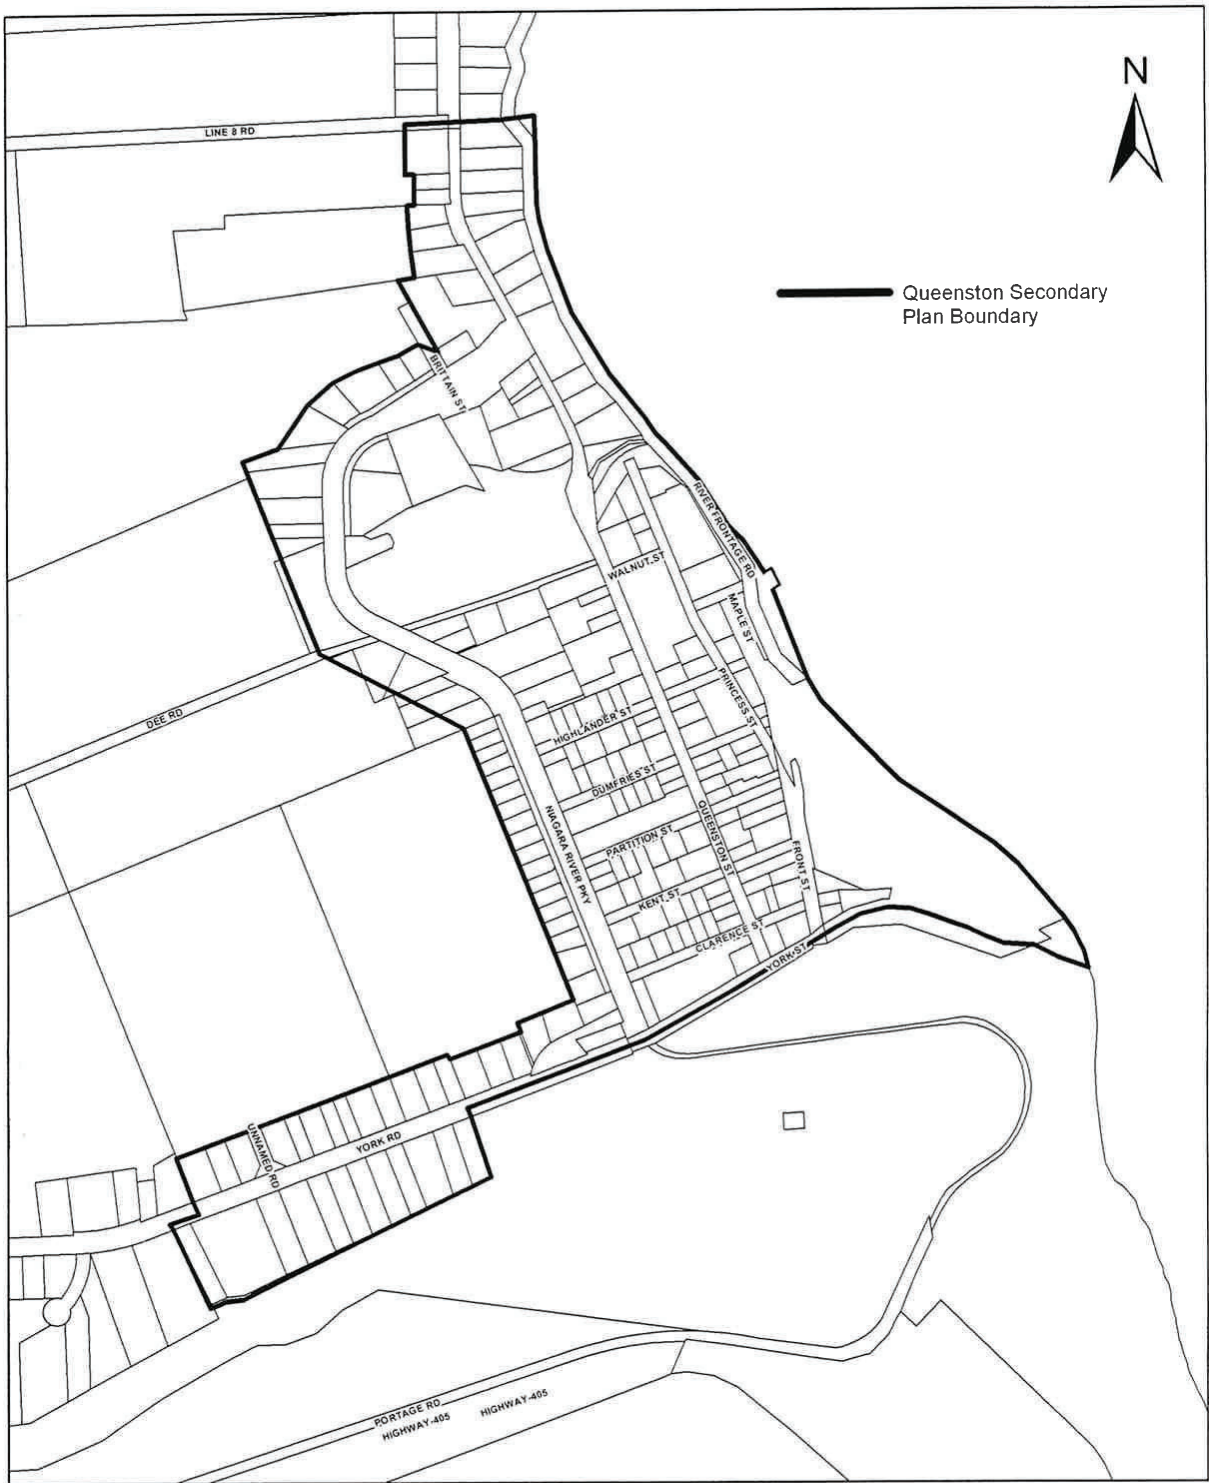 N
LINE 8 RD
Queenston Secondary
Plan Boundary
BRITTAIN ST
RIVER FRONTAGE RD
WALNUT ST
MAPLE ST
PRINCESS ST
DEE RD
HIGHLANDER ST
DUMFRIES ST
NIAGARA RIVER PKY
QUEENSTON ST
PARTITION ST
FRONT ST
KENT ST
CLARENCE ST
YORK ST
UNNAMED RD
YORK RD
PORTAGE RD
HIGHWAY-405
HIGHWAY-405